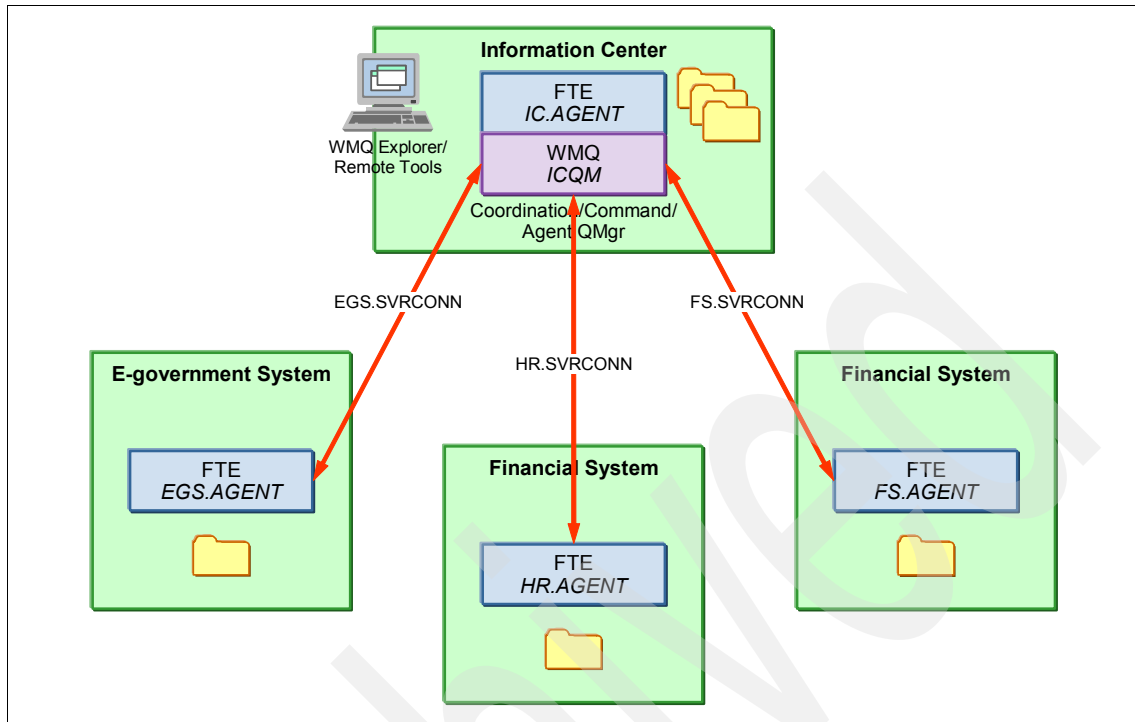 Information Center
FTE
IC.AGENT
WMQ Explorer/
Remote Tools
WMQ
ICQM
Coordination/Command/
Agent QMgr
EGS.SVRCONN
FS.SVRCONN
HR.SVRCONN
E-government System
FTE
EGS.AGENT
Financial System
FTE
HR.AGENT
Financial System
FTE
FS.AGENT